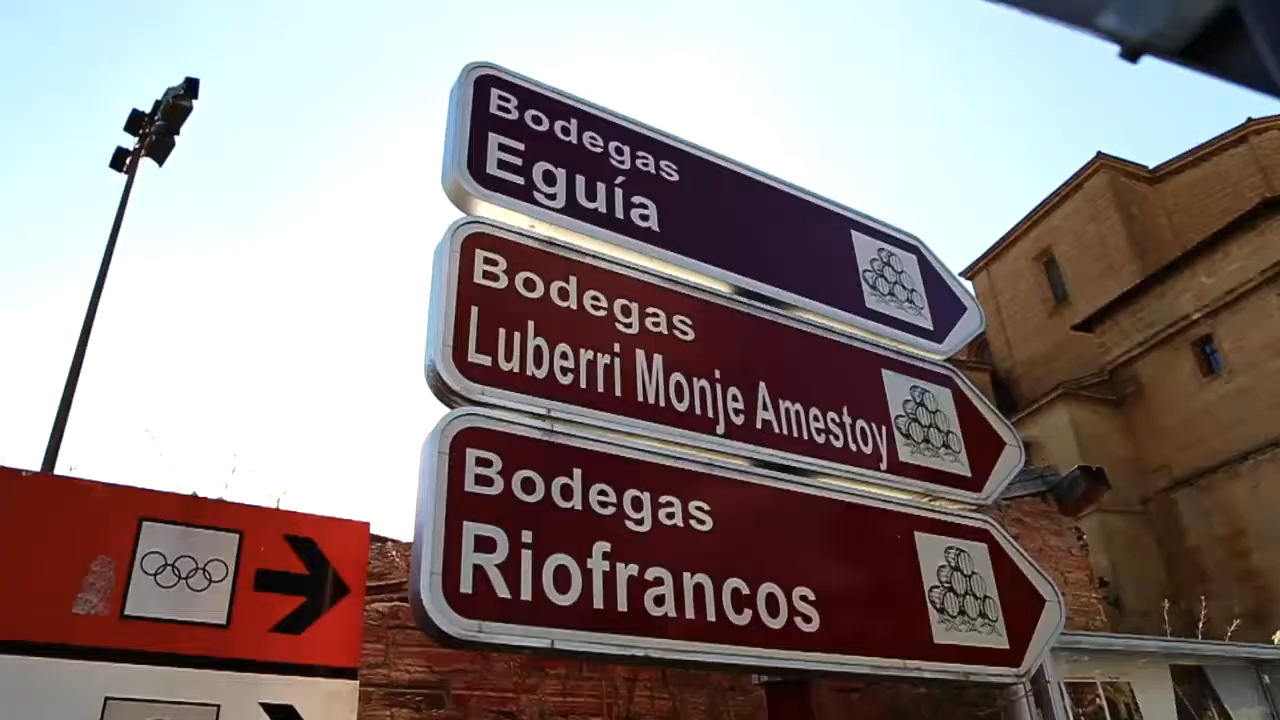 Bodegas
Eguía
Bodegas
Luberri Monje Amestoy
Bodegas
Riofrancos